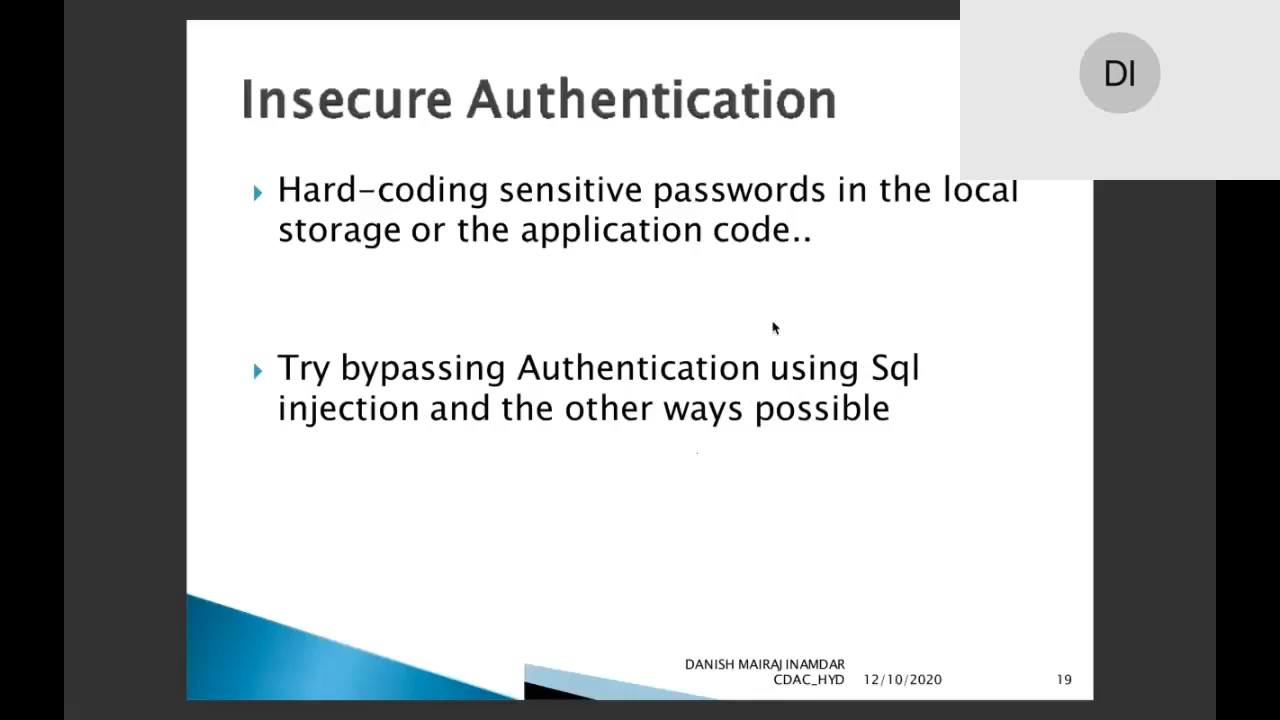 Insecure Authentication
DI
Hard-coding sensitive passwords in the local
storage or the application code..
Try bypassing Authentication using Sql
injection and the other ways possible
DANISH MAIRAJ INAMDAR
CDAC_HYD 12/10/2020 19